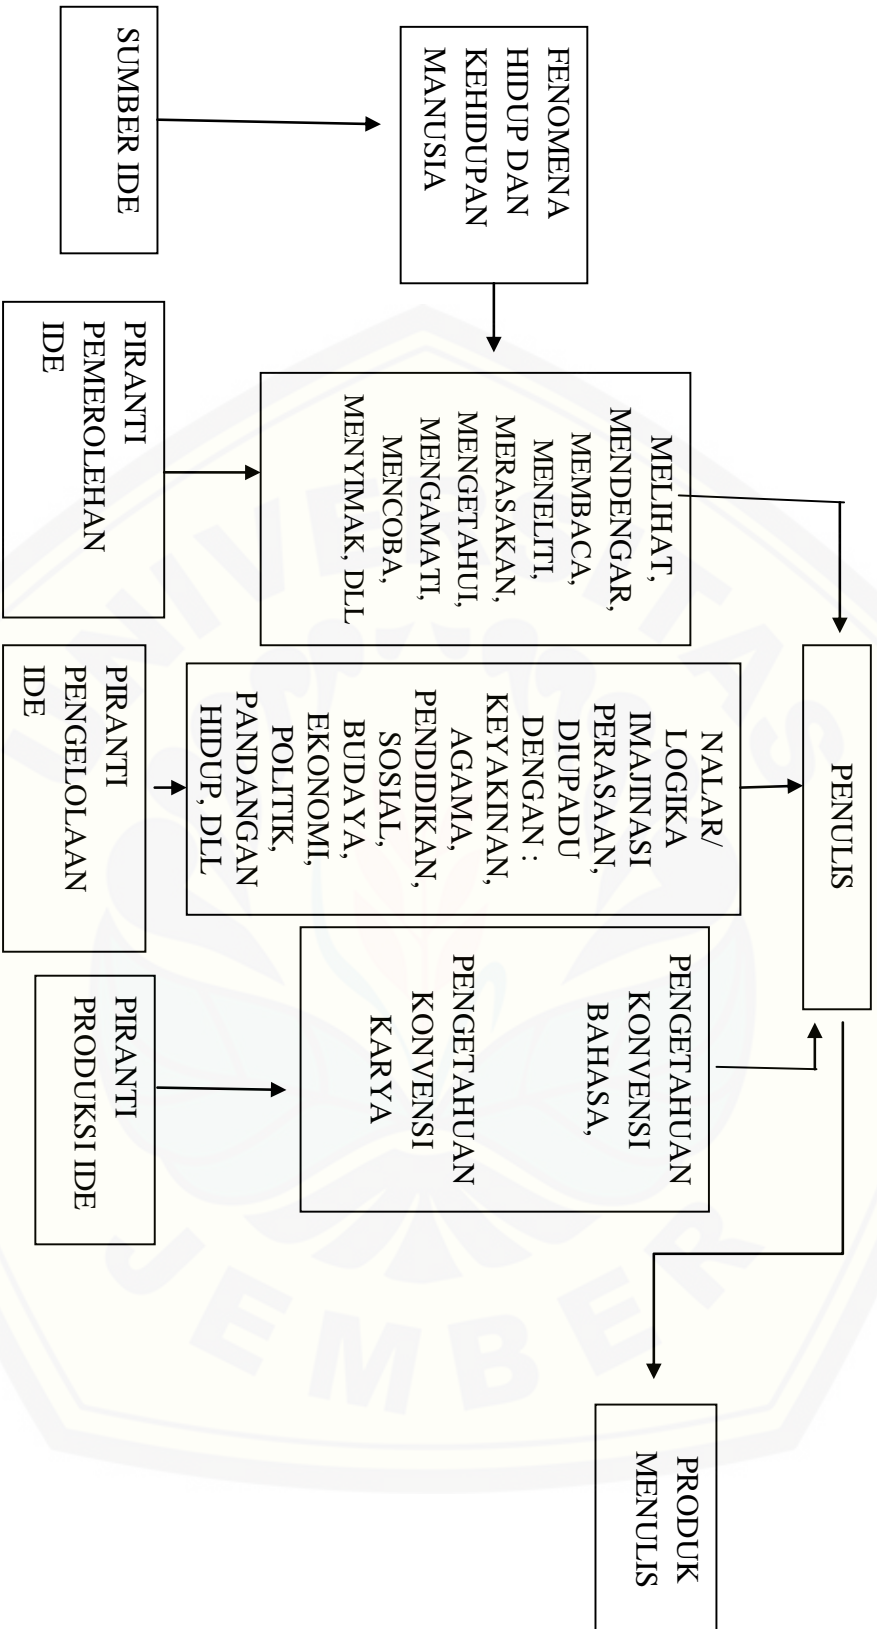 FENOMENA
HIDUP DAN
KEHIDUPAN
MANUSIA
SUMBER IDE
MELIHAT,
MENDENGAR,
MEMBACA,
MENELITI,
MERASAKAN,
MENGETAHUI,
MENGAMATI,
MENCOBA,
MENYIMAK, DLL
PIRANTI
PEMEROLEHAN
IDE
PENULIS
NALAR/
LOGIKA
IMAJINASI
PERASAAN,
DIUPADU
DENGAN :
KEYAKINAN,
AGAMA,
PENDIDIKAN,
SOSIAL,
BUDAYA,
POLITIK,
EKONOMI,
PANDANGAN
HIDUP, DLL
PIRANTI
PENGELOLAAN
IDE
PENGETAHUAN
KONVENSI
BAHASA,
PENGETAHUAN
KONVENSI
KARYA
PIRANTI
PRODUKSI IDE
PRODUK
MENULIS
UNIVERSITAS
JEMBER